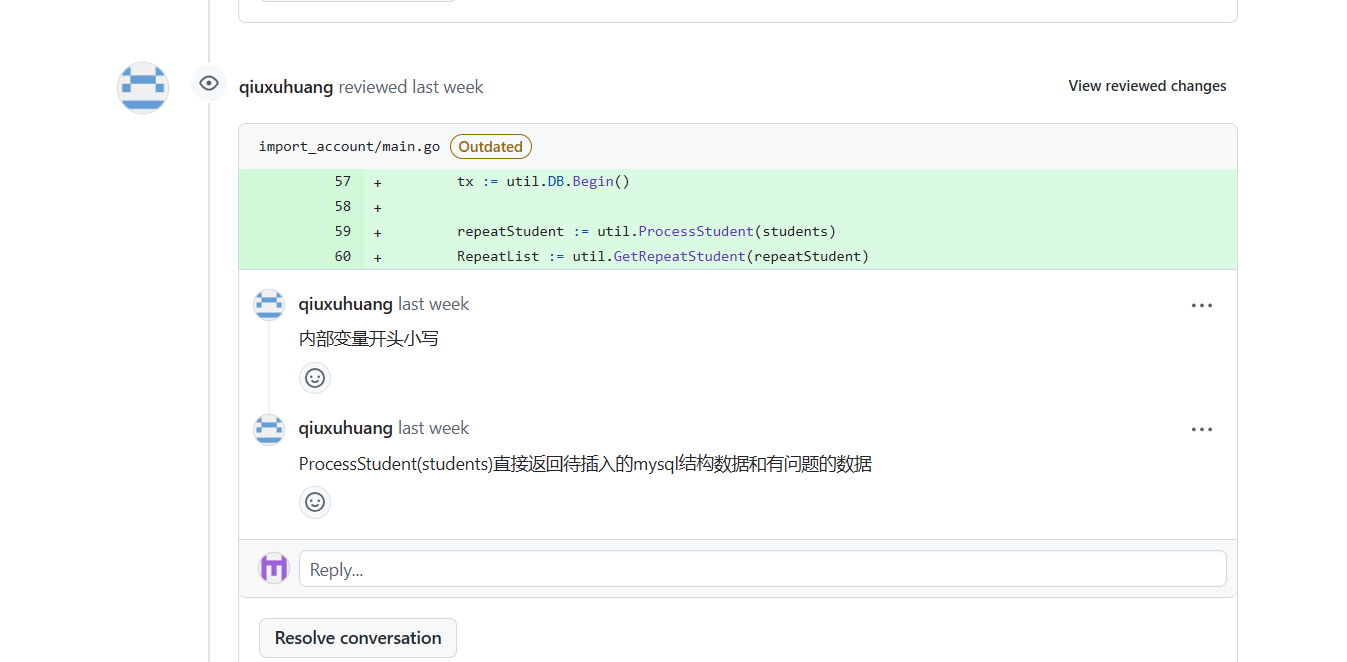 qiuxuhuang reviewed last week
View reviewed changes
import_account/main.go Outdated
57 + tx := util.DB.Begin()
58 +
59 + repeatStudent := util.ProcessStudent(students)
60 + RepeatList := util.GetRepeatStudent(repeatStudent)
qiuxuhuang last week
内部变量开头小写
qiuxuhuang last week
ProcessStudent(students)直接返回待插入的mysql结构数据和有问题的数据
Reply...
Resolve conversation